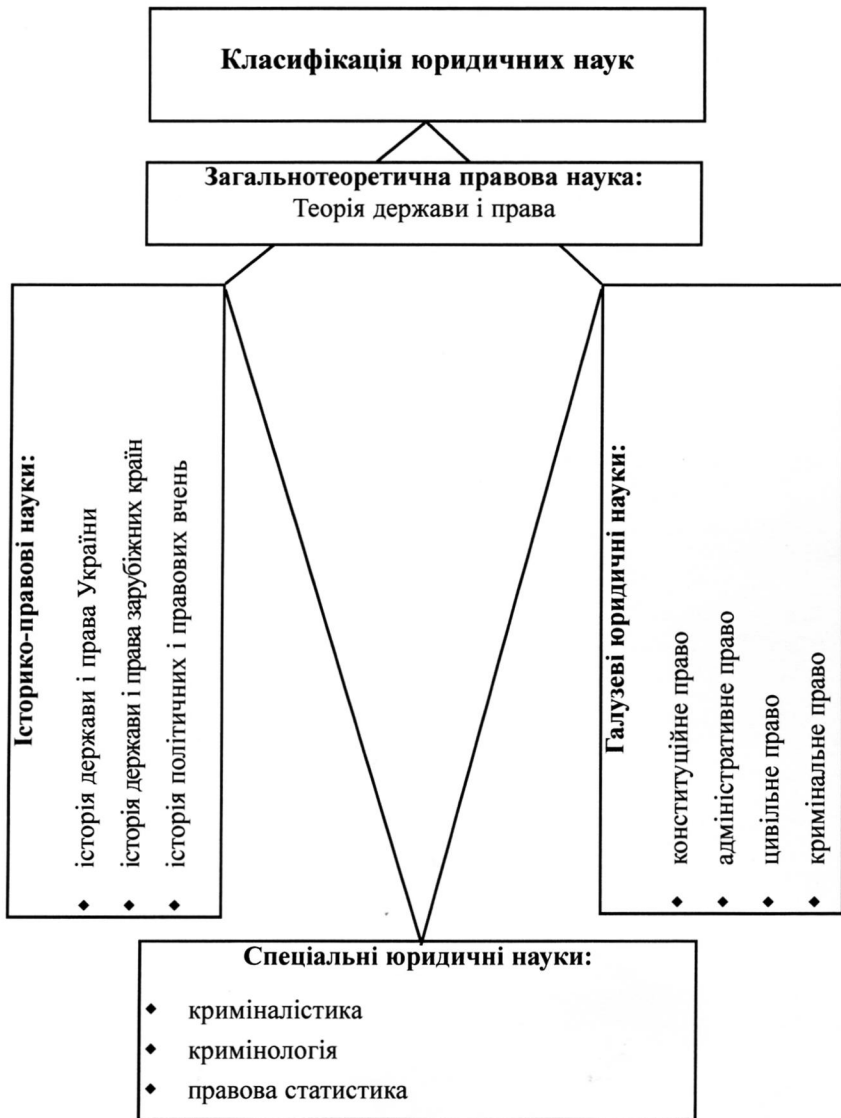 Класифікація юридичних наук
Загальнотеоретична правова наука:
Теорія держави і права
Історико-правові науки:
♦ історія держави і права України
♦ історія держави і права зарубіжних країн
♦ історія політичних і правових вчень
Галузеві юридичні науки:
♦ конституційне право
♦ адміністративне право
♦ цивільне право
♦ кримінальне право
Спеціальні юридичні науки:
♦ криміналістика
♦ кримінологія
♦ правова статистика